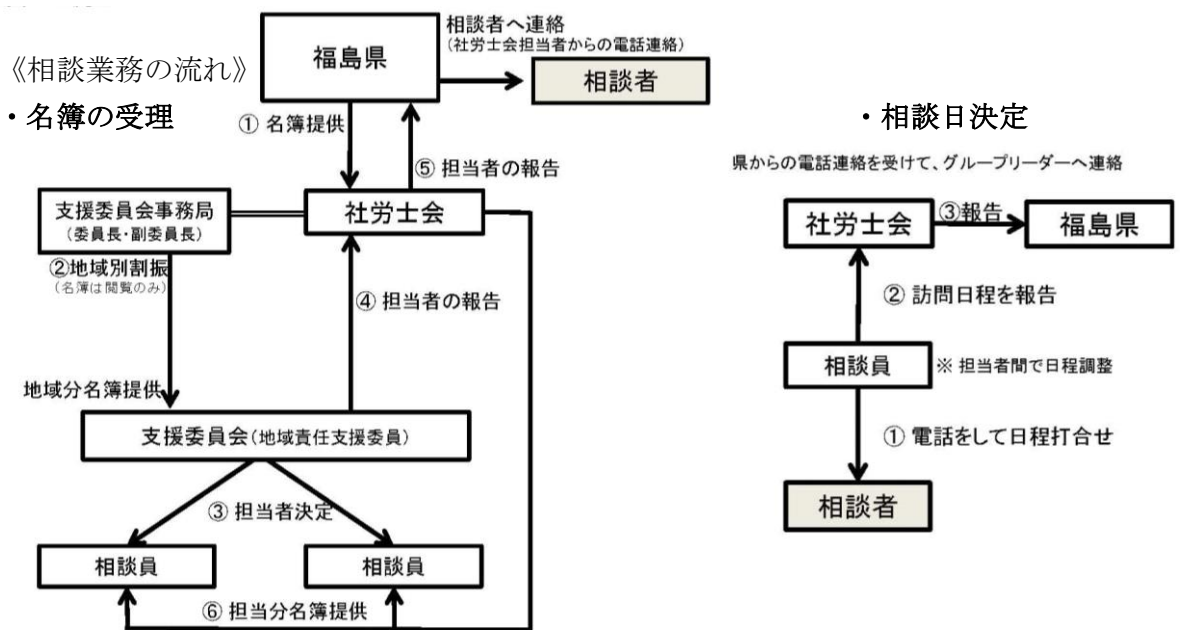 《相談業務の流れ》
・名簿の受理
福島県
相談者へ連絡
(社労士会担当者からの電話連絡)
相談者
① 名簿提供
⑤ 担当者の報告
支援委員会事務局
(委員長・副委員長)
社労士会
②地域別割振
(名簿は閲覧のみ)
④ 担当者の報告
地域分名簿提供
支援委員会(地域責任支援委員)
③ 担当者決定
相談員
相談員
⑥ 担当分名簿提供
・相談日決定
県からの電話連絡を受けて、グループリーダーへ連絡
社労士会
③報告
福島県
② 訪問日程を報告
相談員
※ 担当者間で日程調整
① 電話をして日程打合せ
相談者